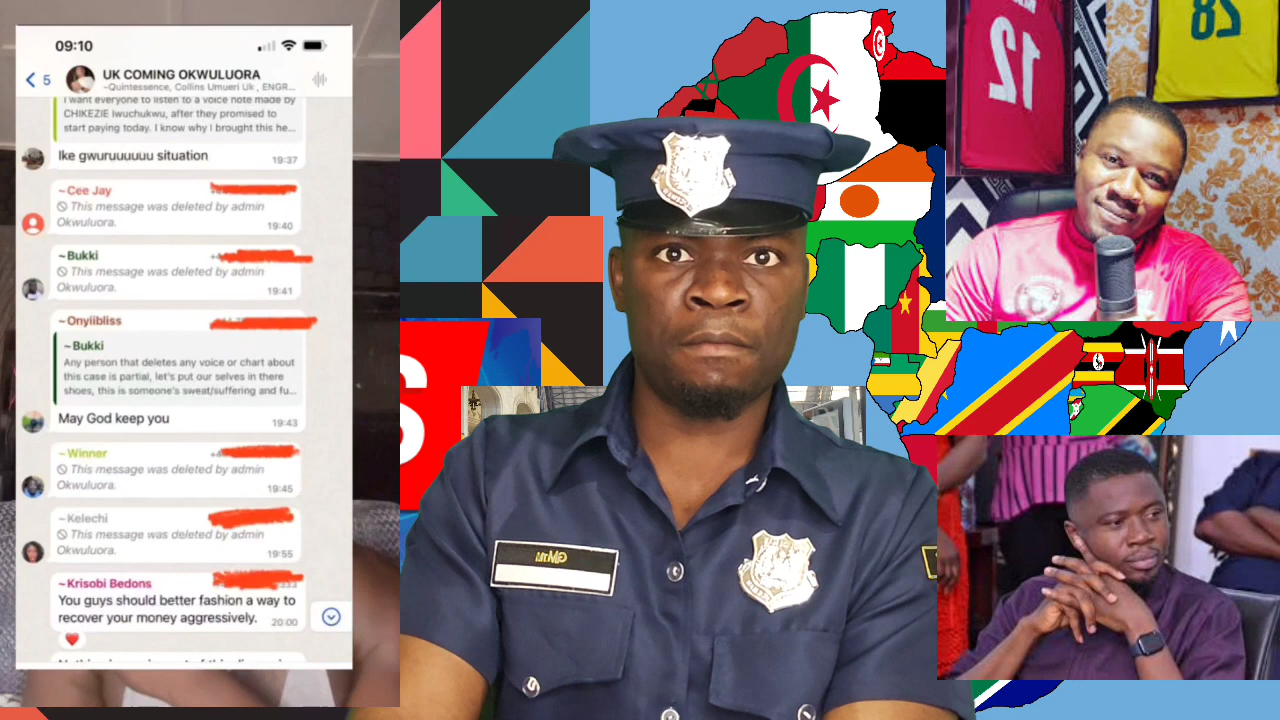 09:10
5
UK COMING OKWULUORA
~Quintessence, Collins Umueri Uk , ENGR...
I want everyone to listen to a voice note made by
CHIKEZIE Iwuchukwu, after they promised to
start paying today. I know why I brought this he...
Ike gwuruuuuuu situation
19:37
~Cee Jay
This message was deleted by admin
Okwuluora.
19:40
~Bukki
This message was deleted by admin
Okwuluora.
19:41
~Onyiibliss
~Bukki
Any person that deletes any voice or chart about
this case is partial, let's put our selves in there
shoes, this is someone's sweat/suffering and fu...
May God keep you
19:43
~Winner
This message was deleted by admin
Okwuluora.
19:45
~Kelechi
This message was deleted by admin
Okwuluora.
19:55
~Krisobi Bedons
You guys should better fashion a way to
recover your money aggressively.
20:00
S
12
28